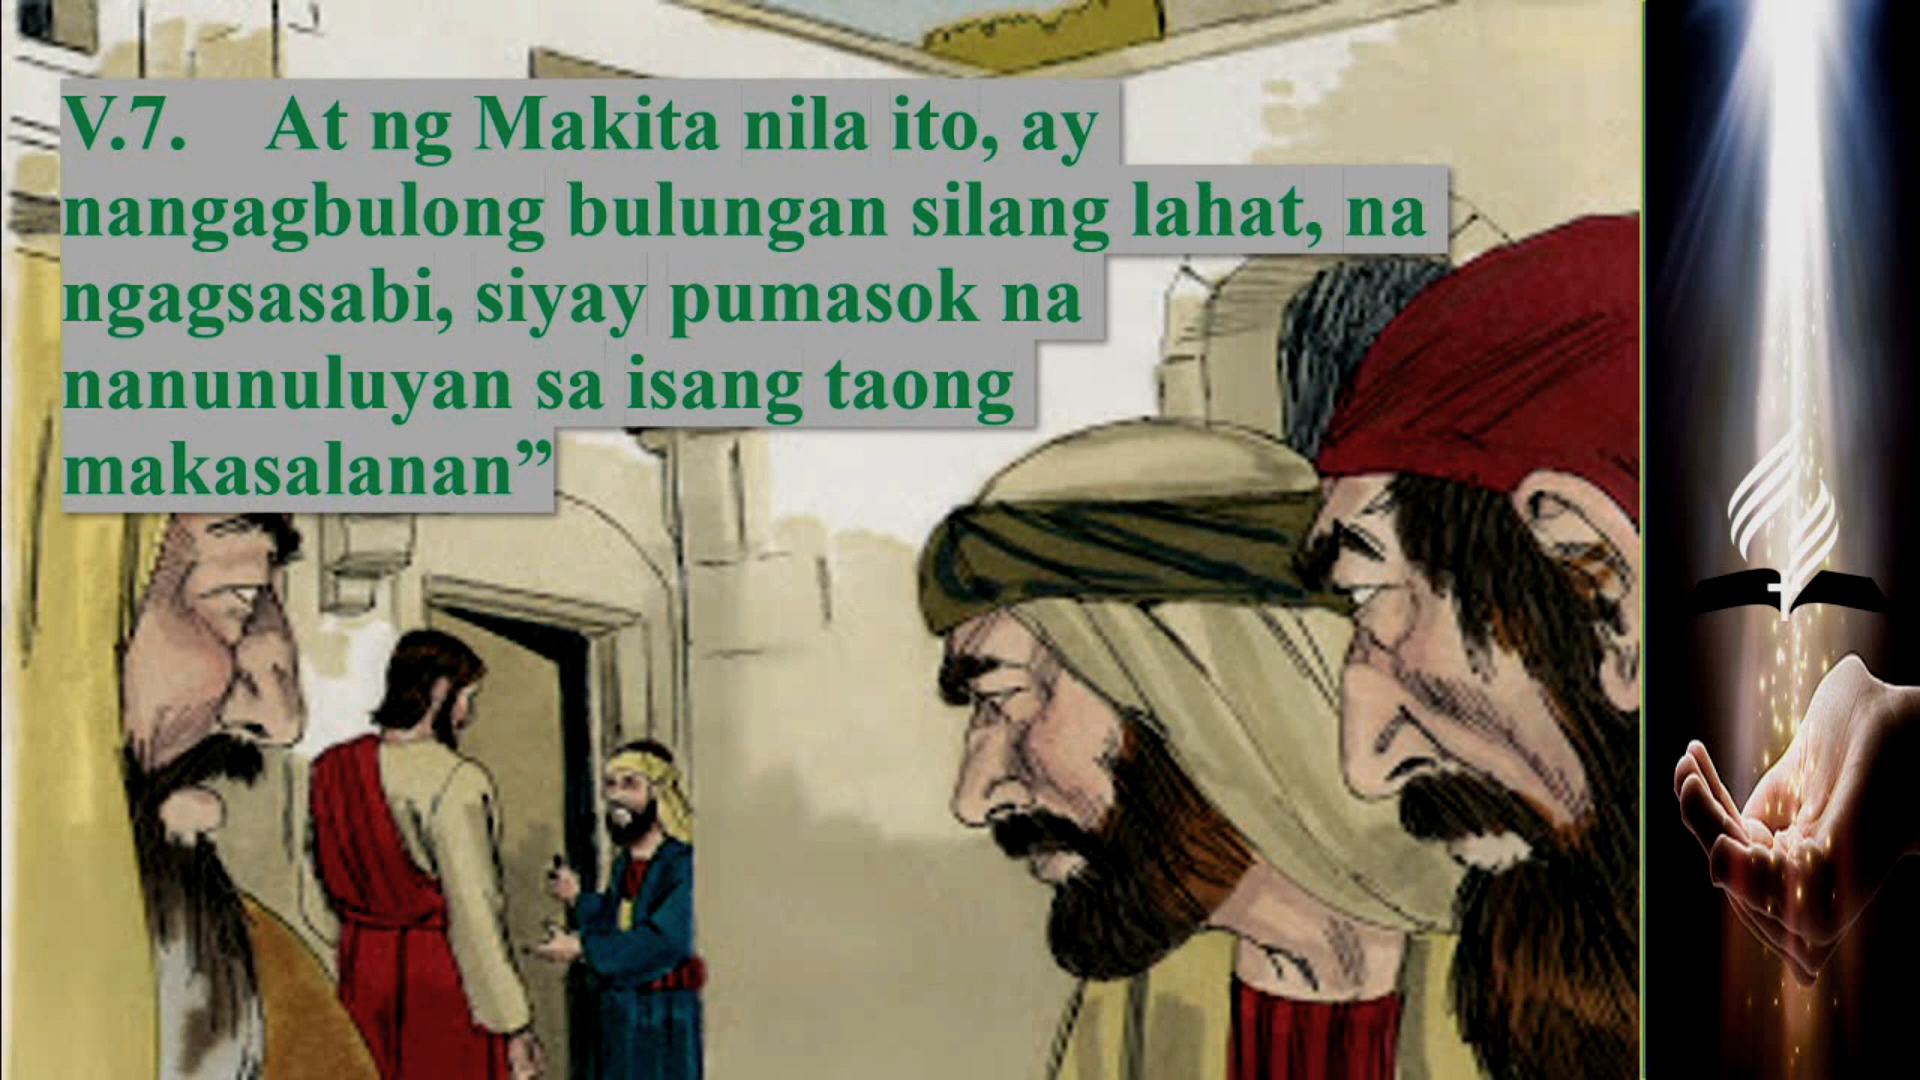 V.7. At ng Makita nila ito, ay
nangagbulong bulungan silang lahat, na
ngagsasabi, siyay pumasok na
nanunuluyan sa isang taong
makasalanan”